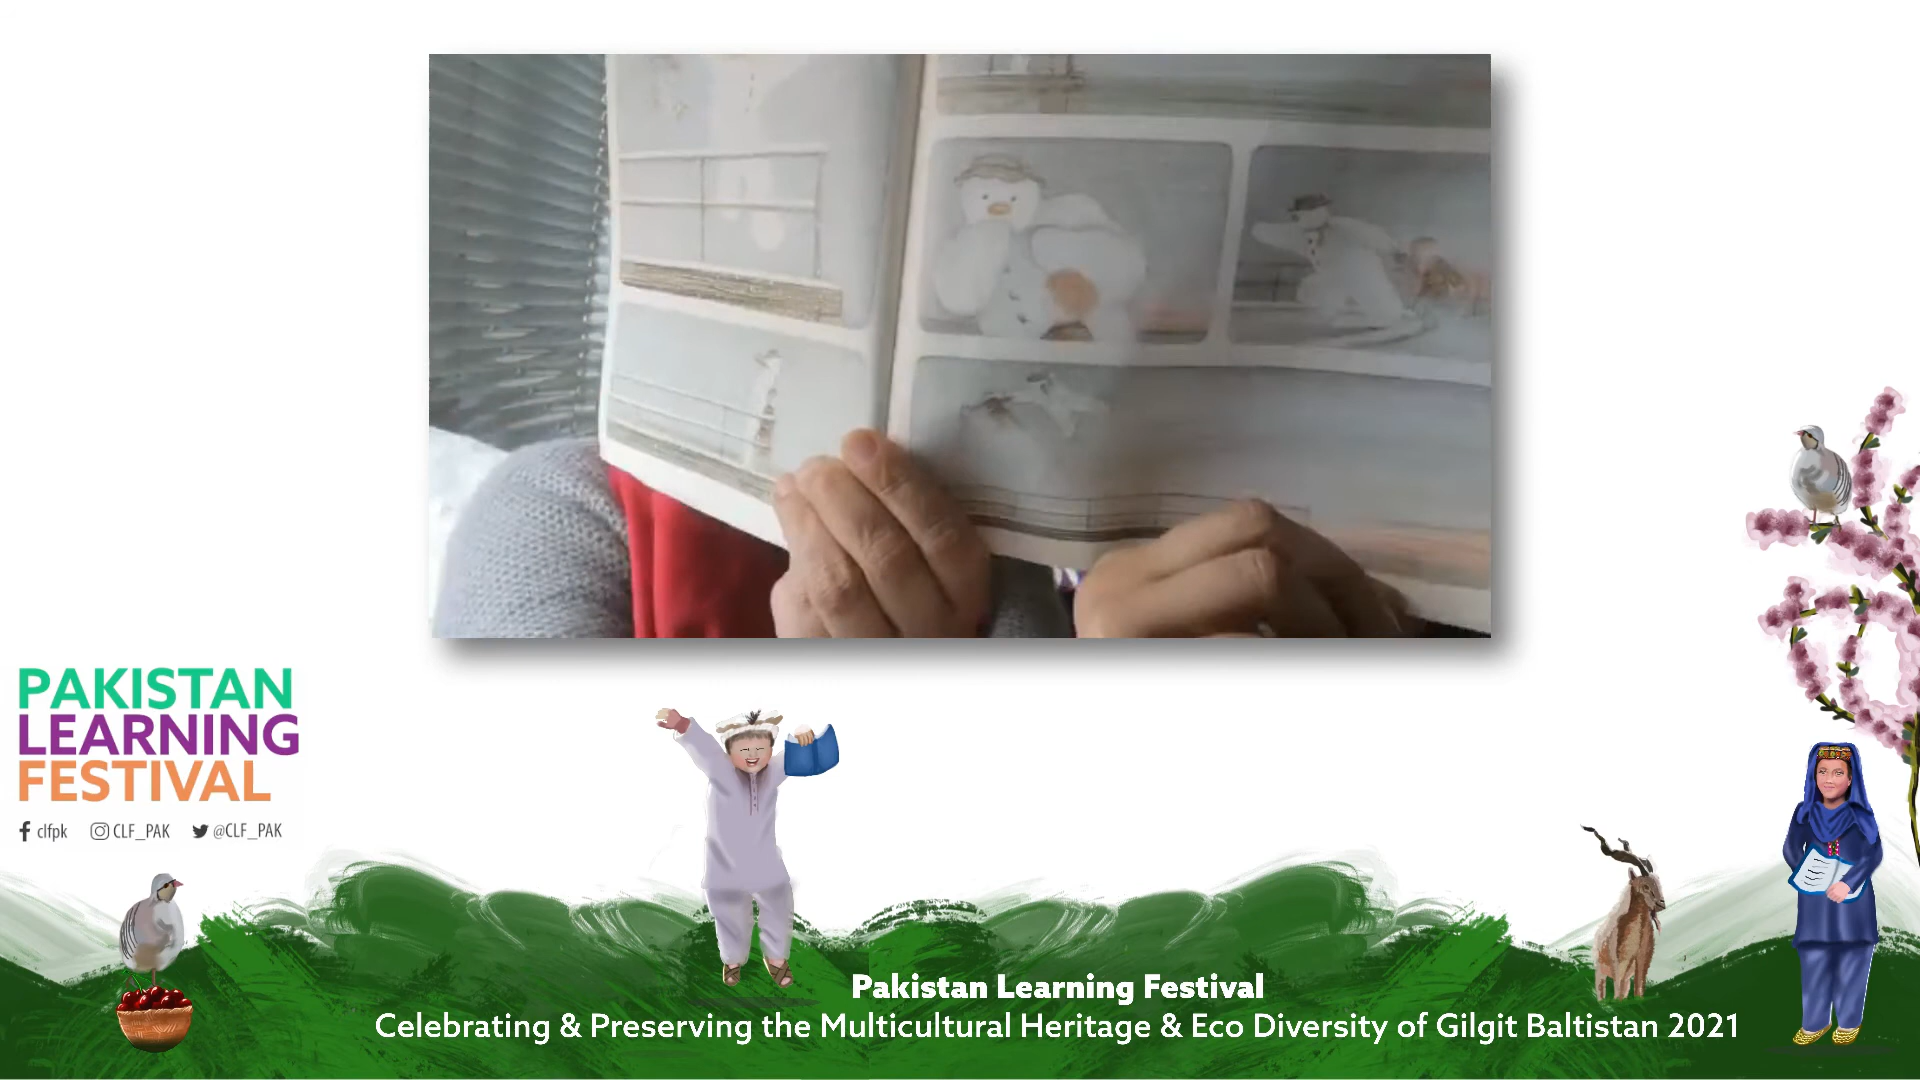 PAKISTAN
LEARNING
FESTIVAL
clfpk CLF_PAK @CLF_PAK
Pakistan Learning Festival
Celebrating & Preserving the Multicultural Heritage & Eco Diversity of Gilgit Baltistan 2021